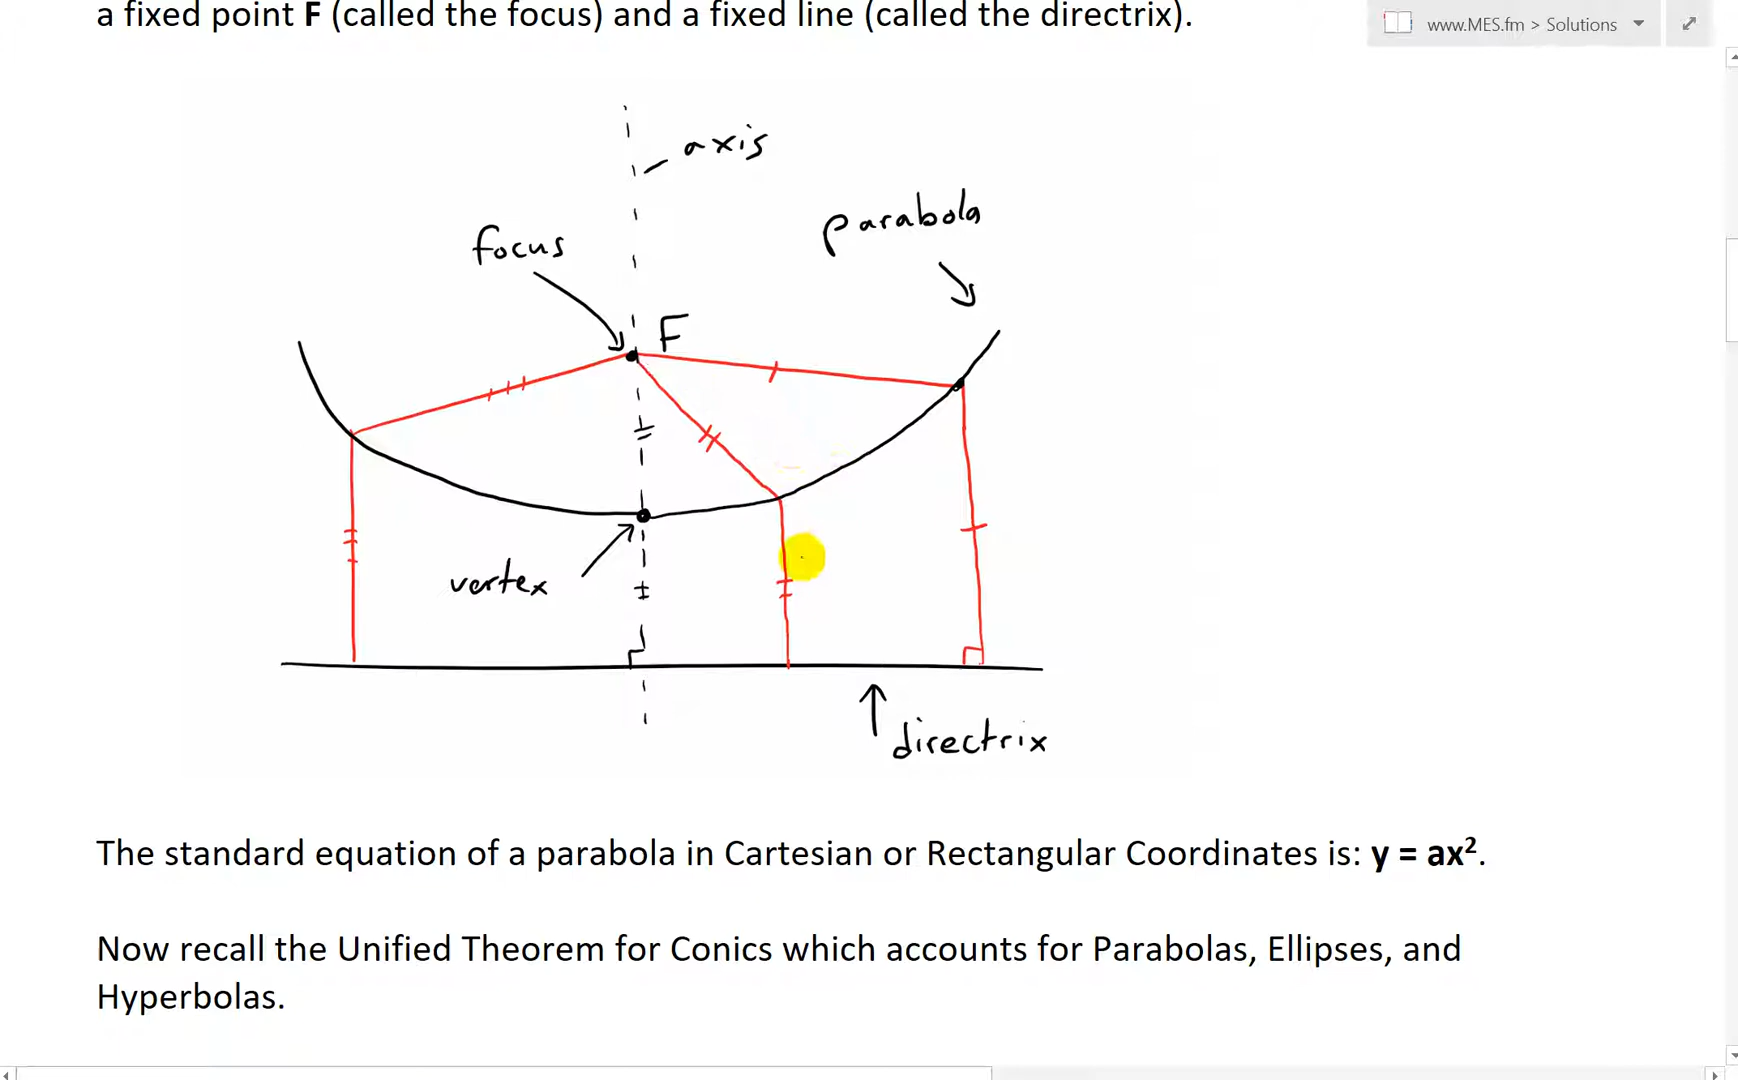 a fixed point F (called the focus) and a fixed line (called the directrix).
www.MES.fm > Solutions
axis
parabola
focus
F
vertex
directrix
The standard equation of a parabola in Cartesian or Rectangular Coordinates is: y = ax².
Now recall the Unified Theorem for Conics which accounts for Parabolas, Ellipses, and
Hyperbolas.